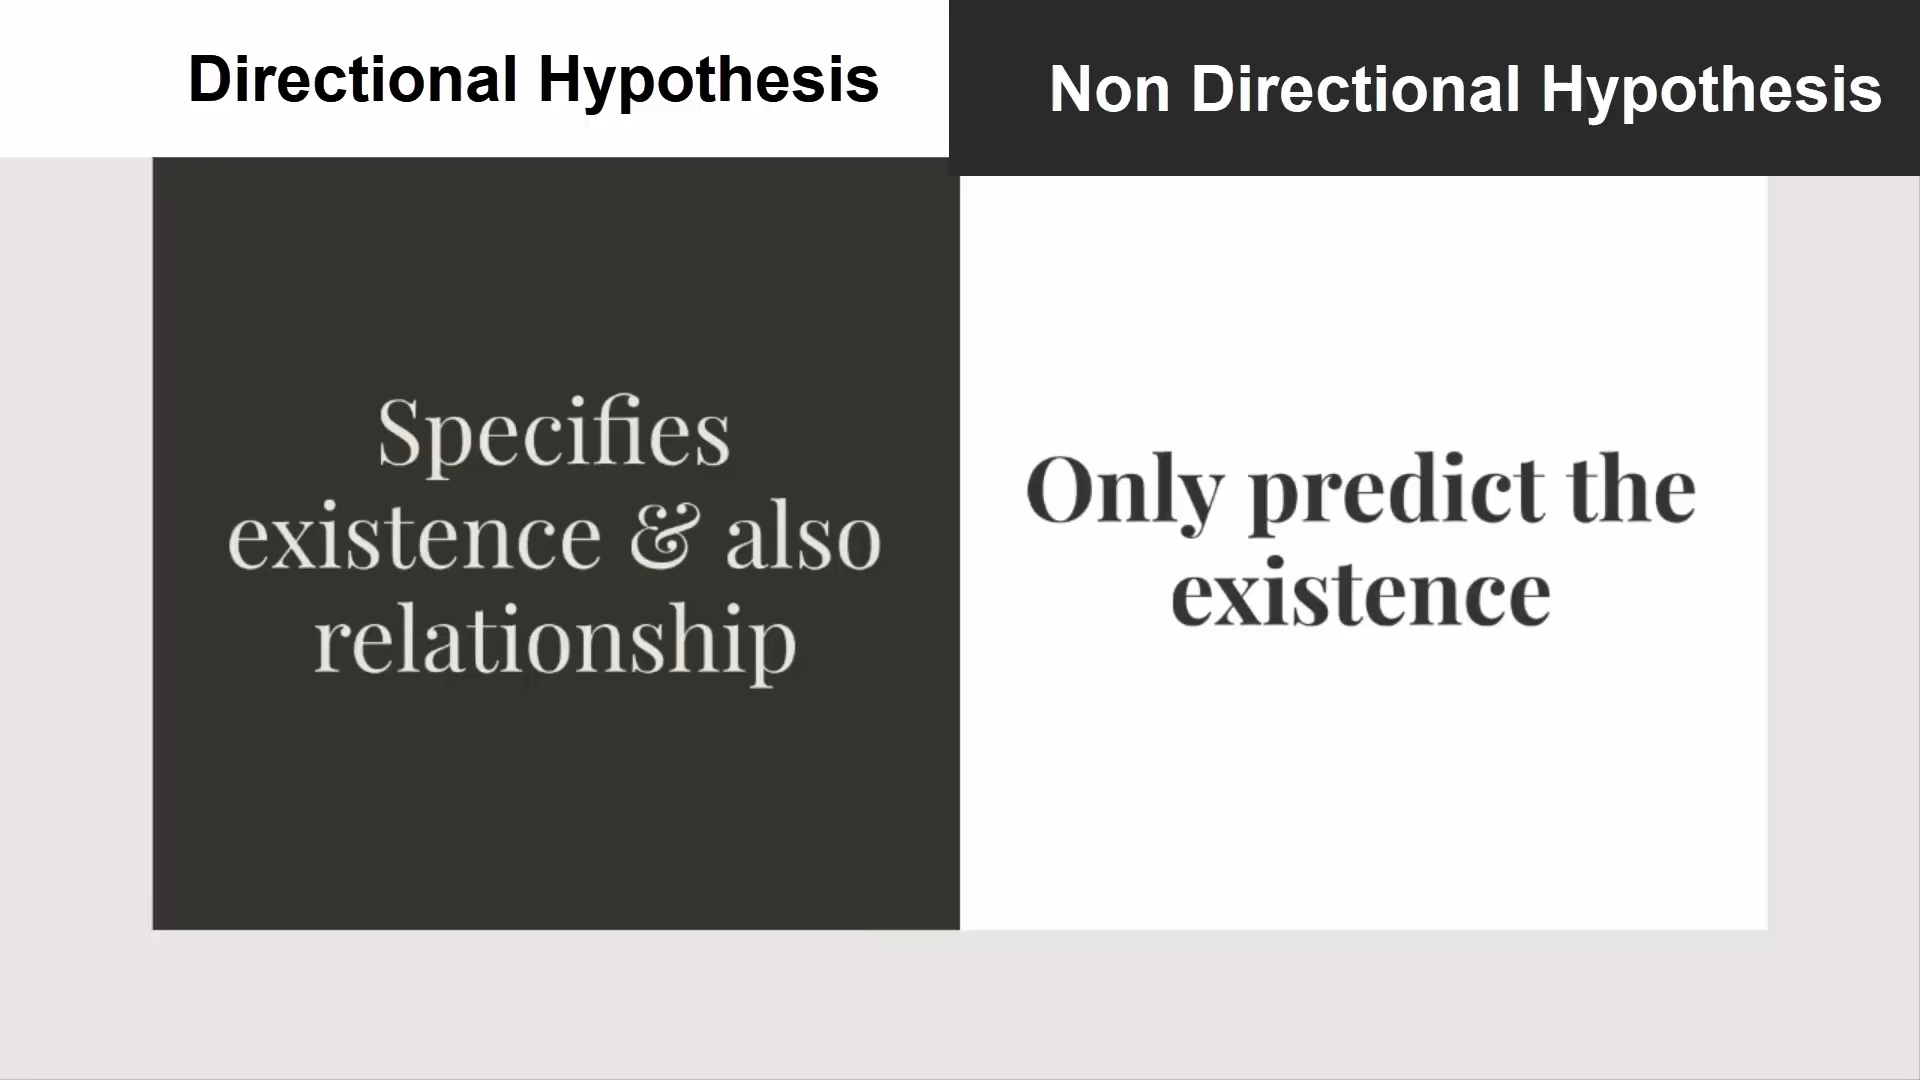 Directional Hypothesis
Non Directional Hypothesis
Specifies
existence & also
relationship
Only predict the
existence